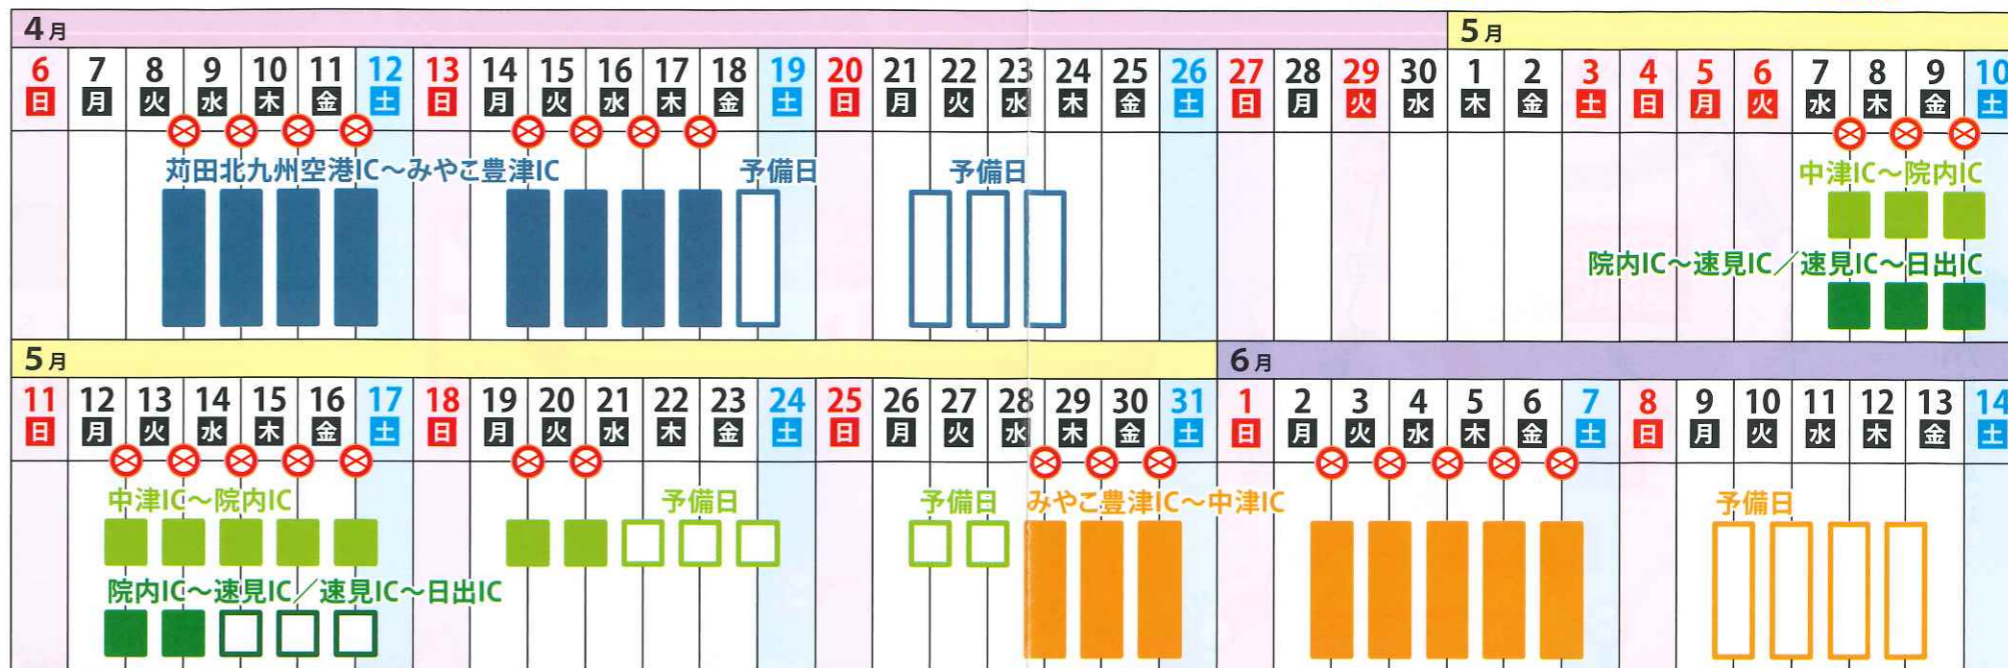 4月 5月
6 7 8 9 10 11 12 13 14 15 16 17 18 19 20 21 22 23 24 25 26 27 28 29 30 1 2 3 4 5 6 7 8 9 10
日 月 火 水 木 金 土 日 月 火 水 木 金 土 日 月 火 水 木 金 土 日 月 火 水 木 金 土 日 月 火 水 木 金 土
苅田北九州空港IC～みやこ豊津IC 予備日 予備日 中津IC～院内IC
院内IC～速見IC／速見IC～日出IC
5月 6月
11 12 13 14 15 16 17 18 19 20 21 22 23 24 25 26 27 28 29 30 31 1 2 3 4 5 6 7 8 9 10 11 12 13 14
日 月 火 水 木 金 土 日 月 火 水 木 金 土 日 月 火 水 木 金 土 日 月 火 水 木 金 土 日 月 火 水 木 金 土
中津IC～院内IC 予備日 予備日 みやこ豊津IC～中津IC 予備日
院内IC～速見IC／速見IC～日出IC